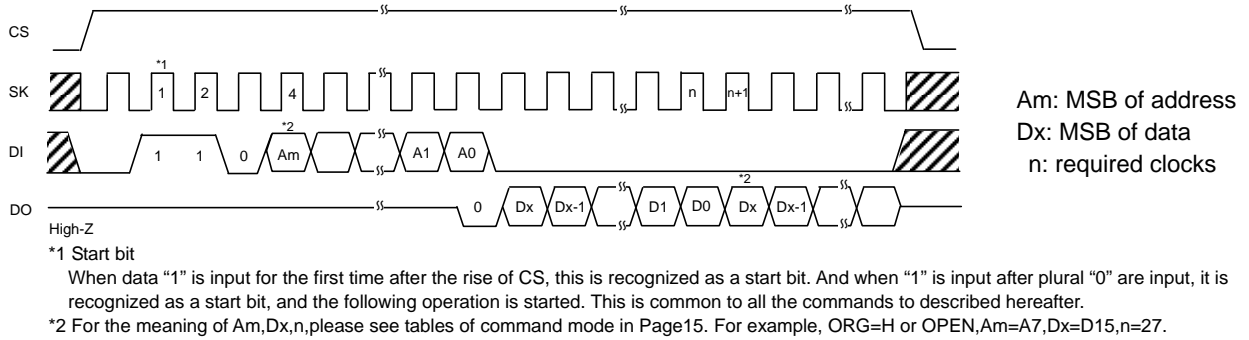 CS
*1
SK 1 2 4 n n+1
Am: MSB of address
*2
Dx: MSB of data
DI 1 1 0 Am A1 A0
n: required clocks
*2
DO 0 Dx Dx-1 D1 D0 Dx Dx-1
High-Z
*1 Start bit
When data “1” is input for the first time after the rise of CS, this is recognized as a start bit. And when “1” is input after plural “0” are input, it is
recognized as a start bit, and the following operation is started. This is common to all the commands to described hereafter.
*2 For the meaning of Am,Dx,n,please see tables of command mode in Page15. For example, ORG=H or OPEN,Am=A7,Dx=D15,n=27.